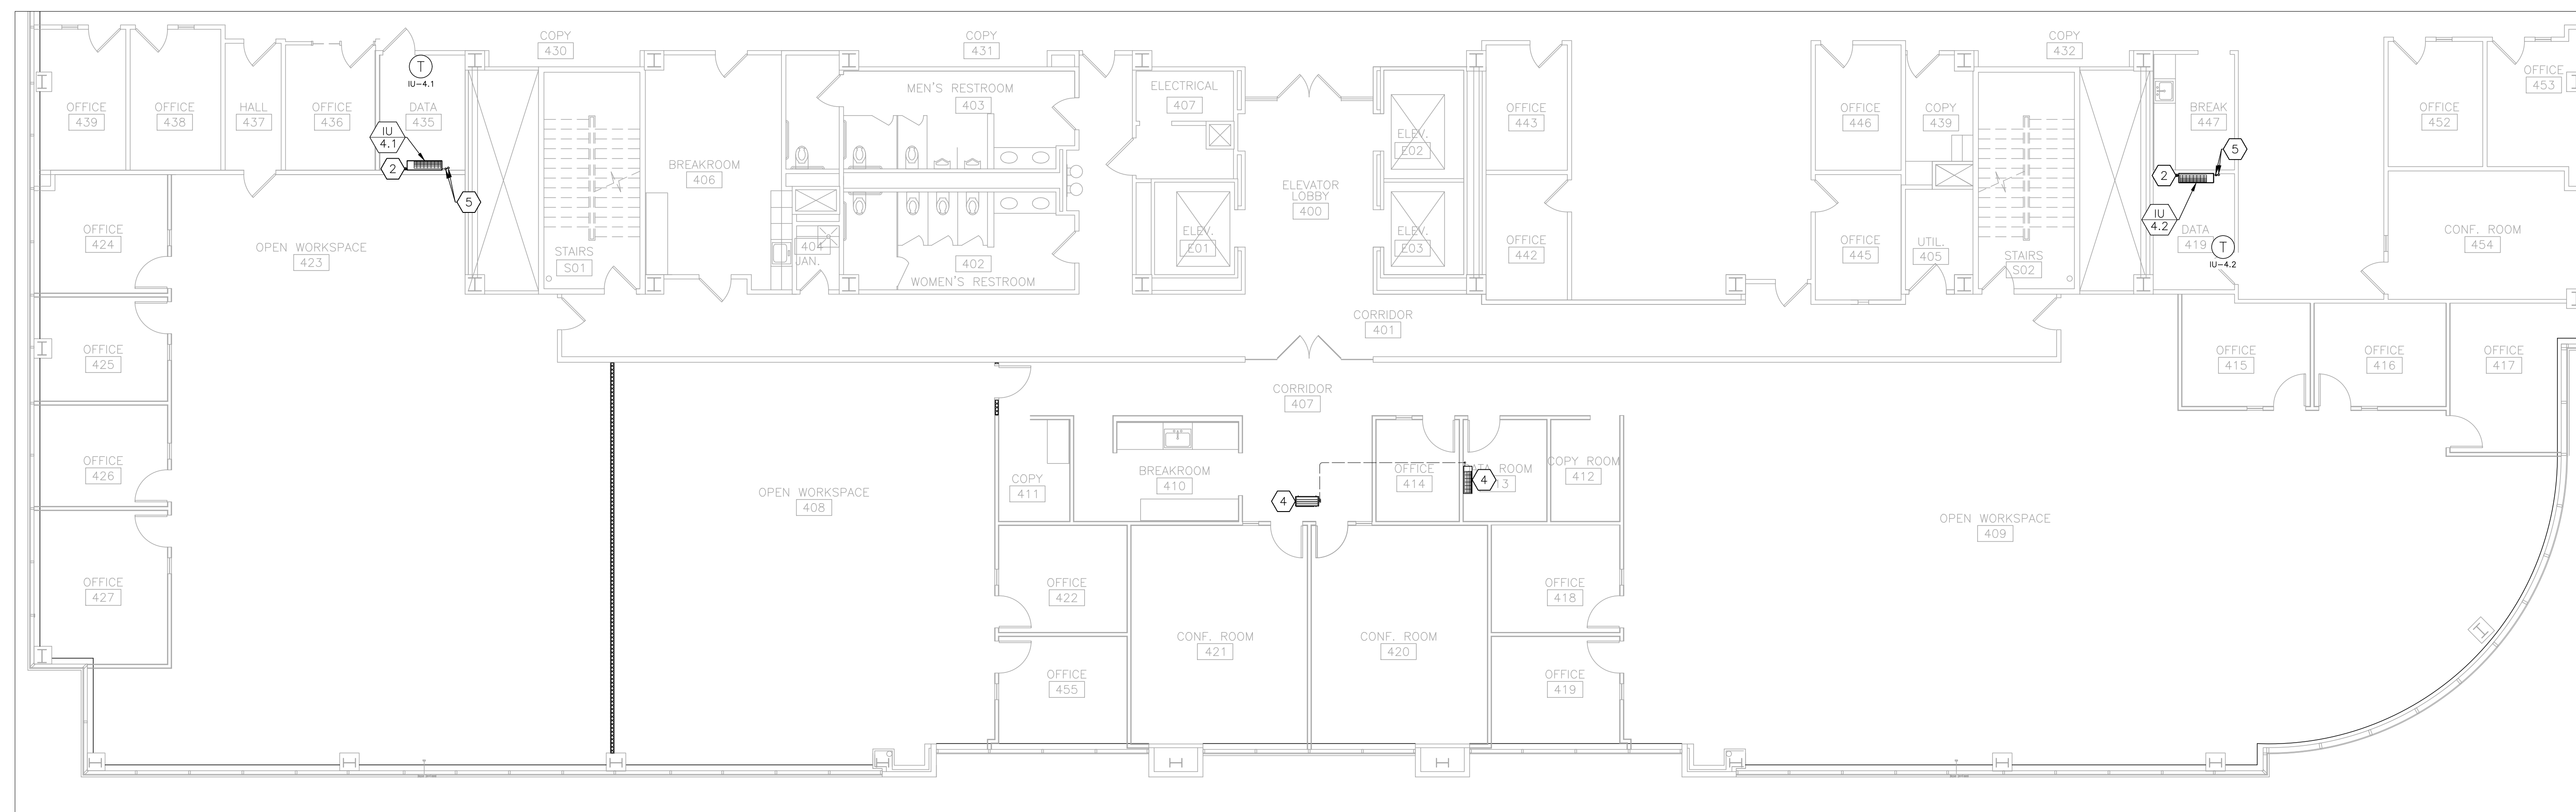 COPY
430
COPY
431
COPY
432
T
IU-4.1
OFFICE
439
OFFICE
438
HALL
437
OFFICE
436
DATA
435
IU
4.1
2
5
MEN'S RESTROOM
403
ELECTRICAL
407
BREAKROOM
406
OFFICE
443
ELEV.
E02
OFFICE
446
COPY
439
BREAK
447
2
5
IU
4.2
OFFICE
452
OFFICE
453
OFFICE
424
OPEN WORKSPACE
423
STAIRS
S01
404
JAN.
402
WOMEN'S RESTROOM
ELEV.
E01
ELEVATOR
LOBBY
400
ELEV.
E03
OFFICE
442
OFFICE
445
UTIL.
405
STAIRS
S02
DATA
419
T
IU-4.2
CONF. ROOM
454
CORRIDOR
401
OFFICE
425
OFFICE
415
OFFICE
416
OFFICE
417
CORRIDOR
407
OFFICE
426
COPY
411
BREAKROOM
410
4
OFFICE
414
ROOM
4
COPY ROOM
412
OPEN WORKSPACE
408
OPEN WORKSPACE
409
OFFICE
427
OFFICE
422
OFFICE
418
CONF. ROOM
421
CONF. ROOM
420
OFFICE
455
OFFICE
419